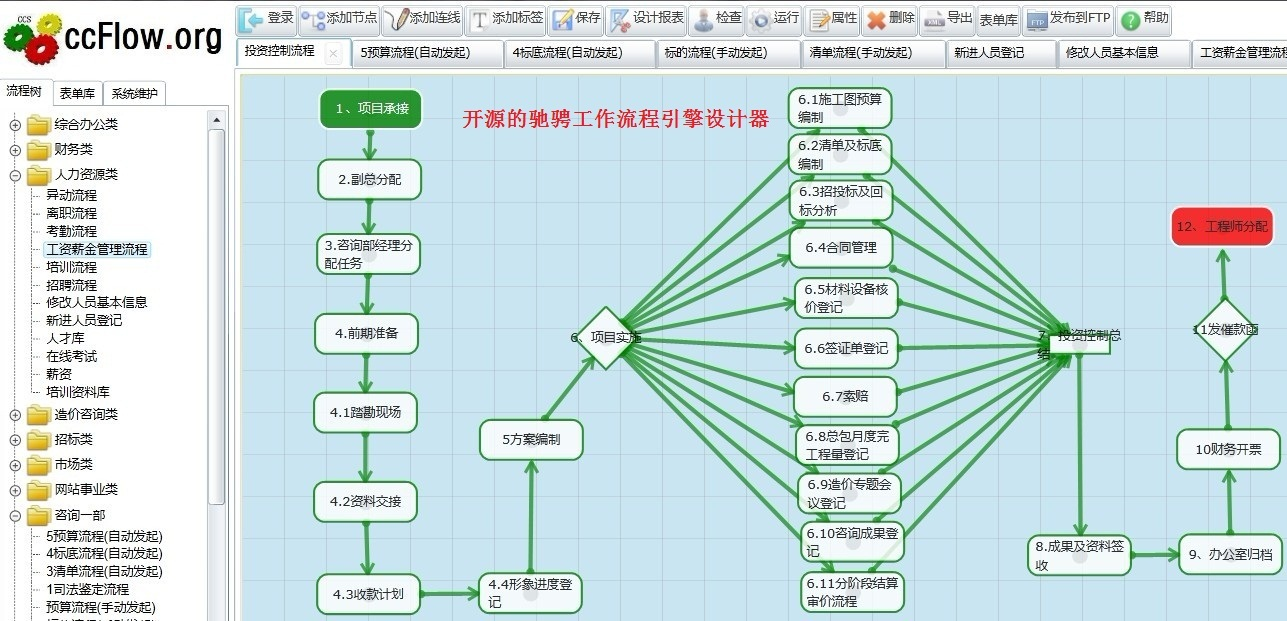 CCS
ccFlow.org
登录
添加节点
添加连线
添加标签
保存
设计报表
检查
运行
属性
删除
导出
表单库
发布到FTP
帮助
投资控制流程
5预算流程(自动发起)
4标底流程(自动发起)
标的流程(手动发起)
清单流程(手动发起)
新进人员登记
修改人员基本信息
工资薪金管理流程
流程树
表单库
系统维护
综合办公类
财务类
人力资源类
异动流程
离职流程
考勤流程
工资薪金管理流程
培训流程
招聘流程
修改人员基本信息
新进人员登记
人才库
在线考试
薪资
培训资料库
造价咨询类
招标类
市场类
网站事业类
咨询一部
5预算流程(自动发起)
4标底流程(自动发起)
3清单流程(自动发起)
1司法鉴定流程
预算流程(手动发起)
开源的驰骋工作流程引擎设计器
1、项目承接
2.副总分配
3.咨询部经理分
配任务
4.前期准备
4.1踏勘现场
4.2资料交接
4.3收款计划
4.4形象进度登
记
5方案编制
6、项目实施
6.1施工图预算
编制
6.2清单及标底
编制
6.3招投标及回
标分析
6.4合同管理
6.5材料设备核
价登记
6.6签证单登记
6.7索赔
6.8总包月度完
工程量登记
6.9造价专题会
议登记
6.10咨询成果登
记
6.11分阶段结算
审价流程
7、投资控制总
结
8.成果及资料签
收
9、办公室归档
10财务开票
11发催款函
12、工程师分配